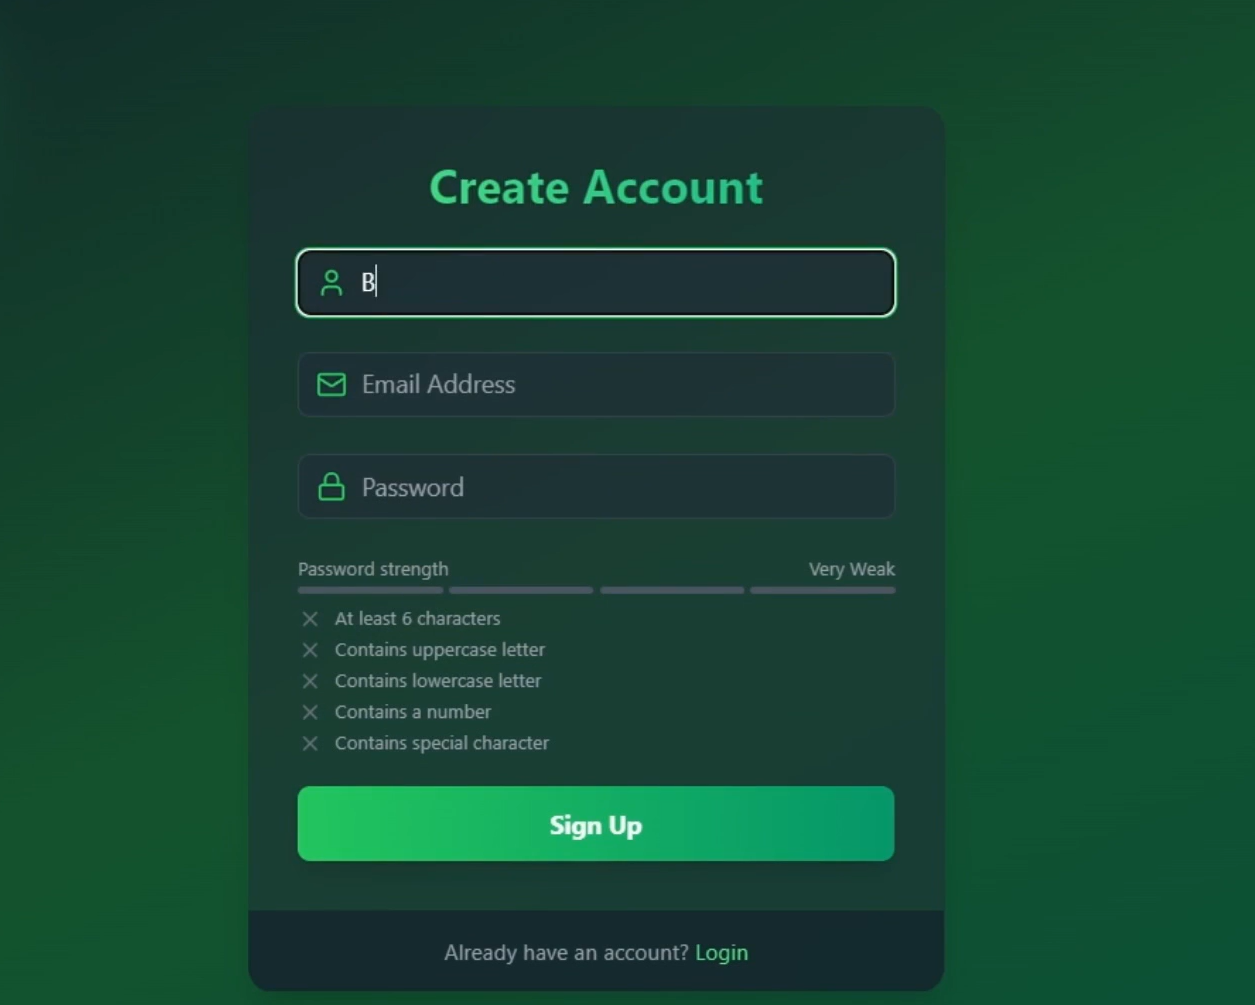 Create Account
B
Email Address
Password
Password strength Very Weak
At least 6 characters
Contains uppercase letter
Contains lowercase letter
Contains a number
Contains special character
Sign Up
Already have an account? Login